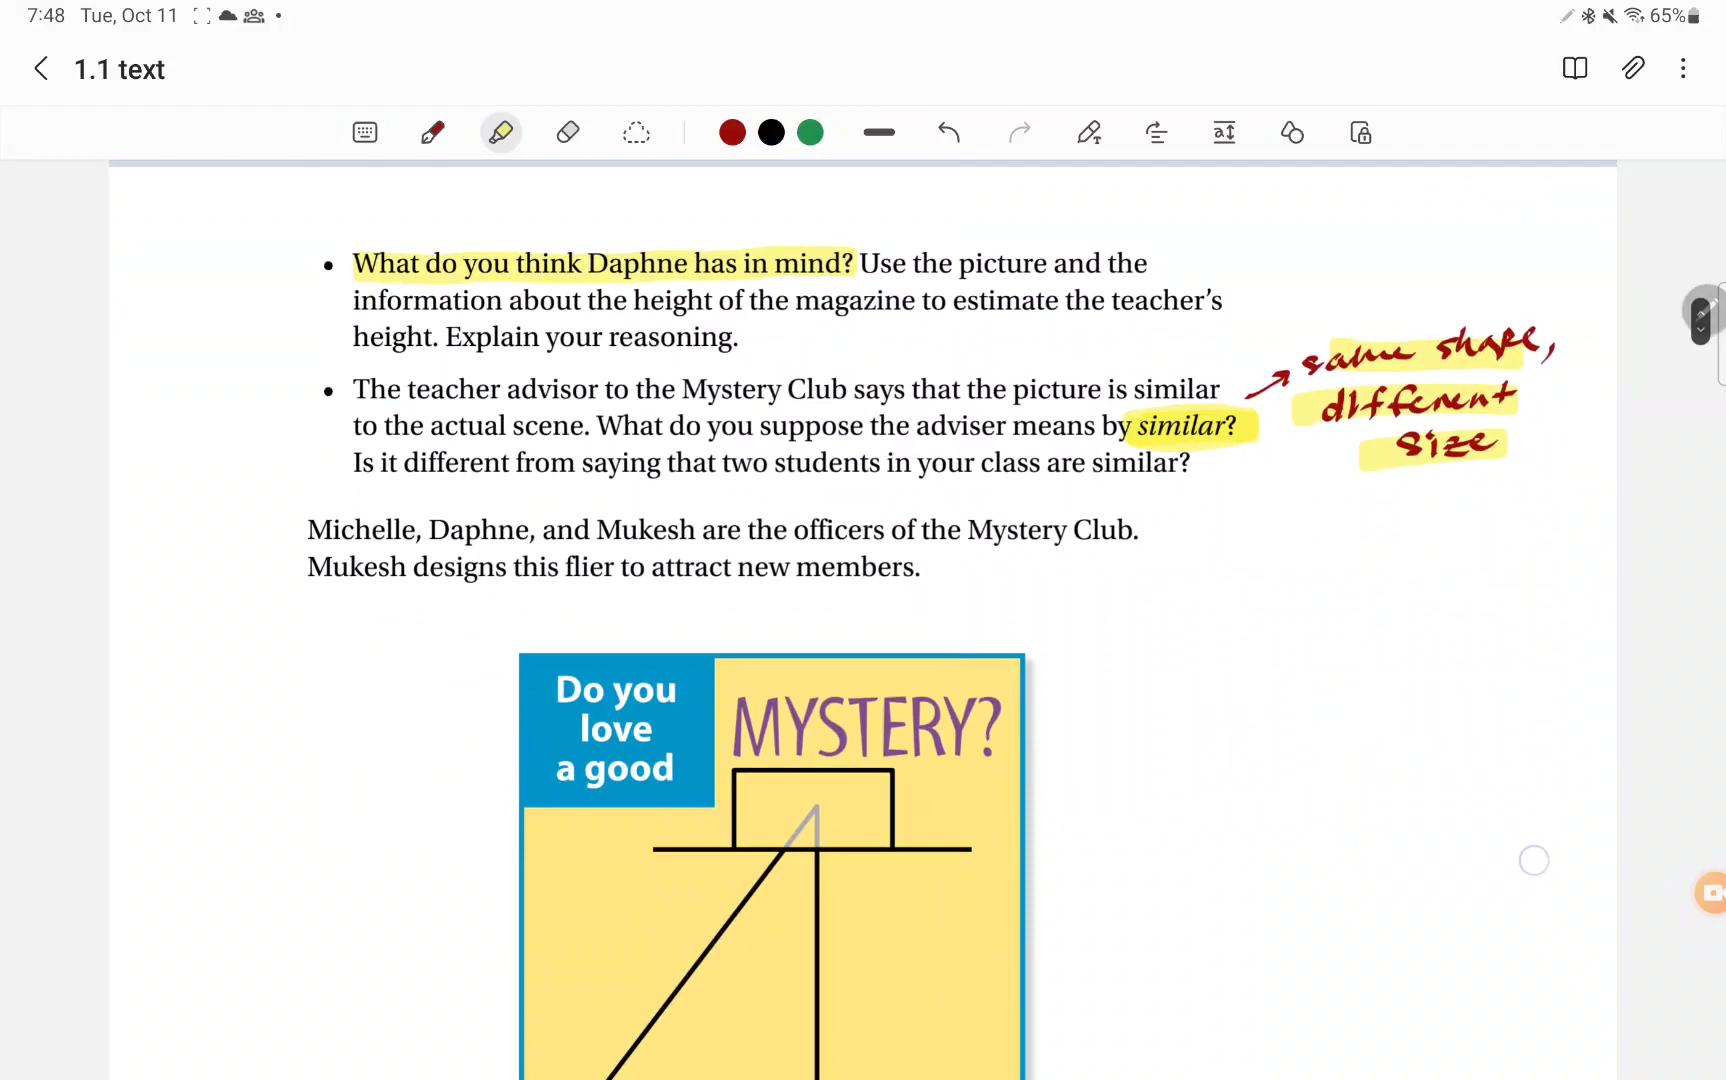 7:48 Tue, Oct 11
65%
1.1 text
• What do you think Daphne has in mind? Use the picture and the
information about the height of the magazine to estimate the teacher’s
height. Explain your reasoning.
• The teacher advisor to the Mystery Club says that the picture is similar
to the actual scene. What do you suppose the adviser means by similar?
Is it different from saying that two students in your class are similar?
same shape,
different
size
Michelle, Daphne, and Mukesh are the officers of the Mystery Club.
Mukesh designs this flier to attract new members.
Do you
love
a good
MYSTERY?